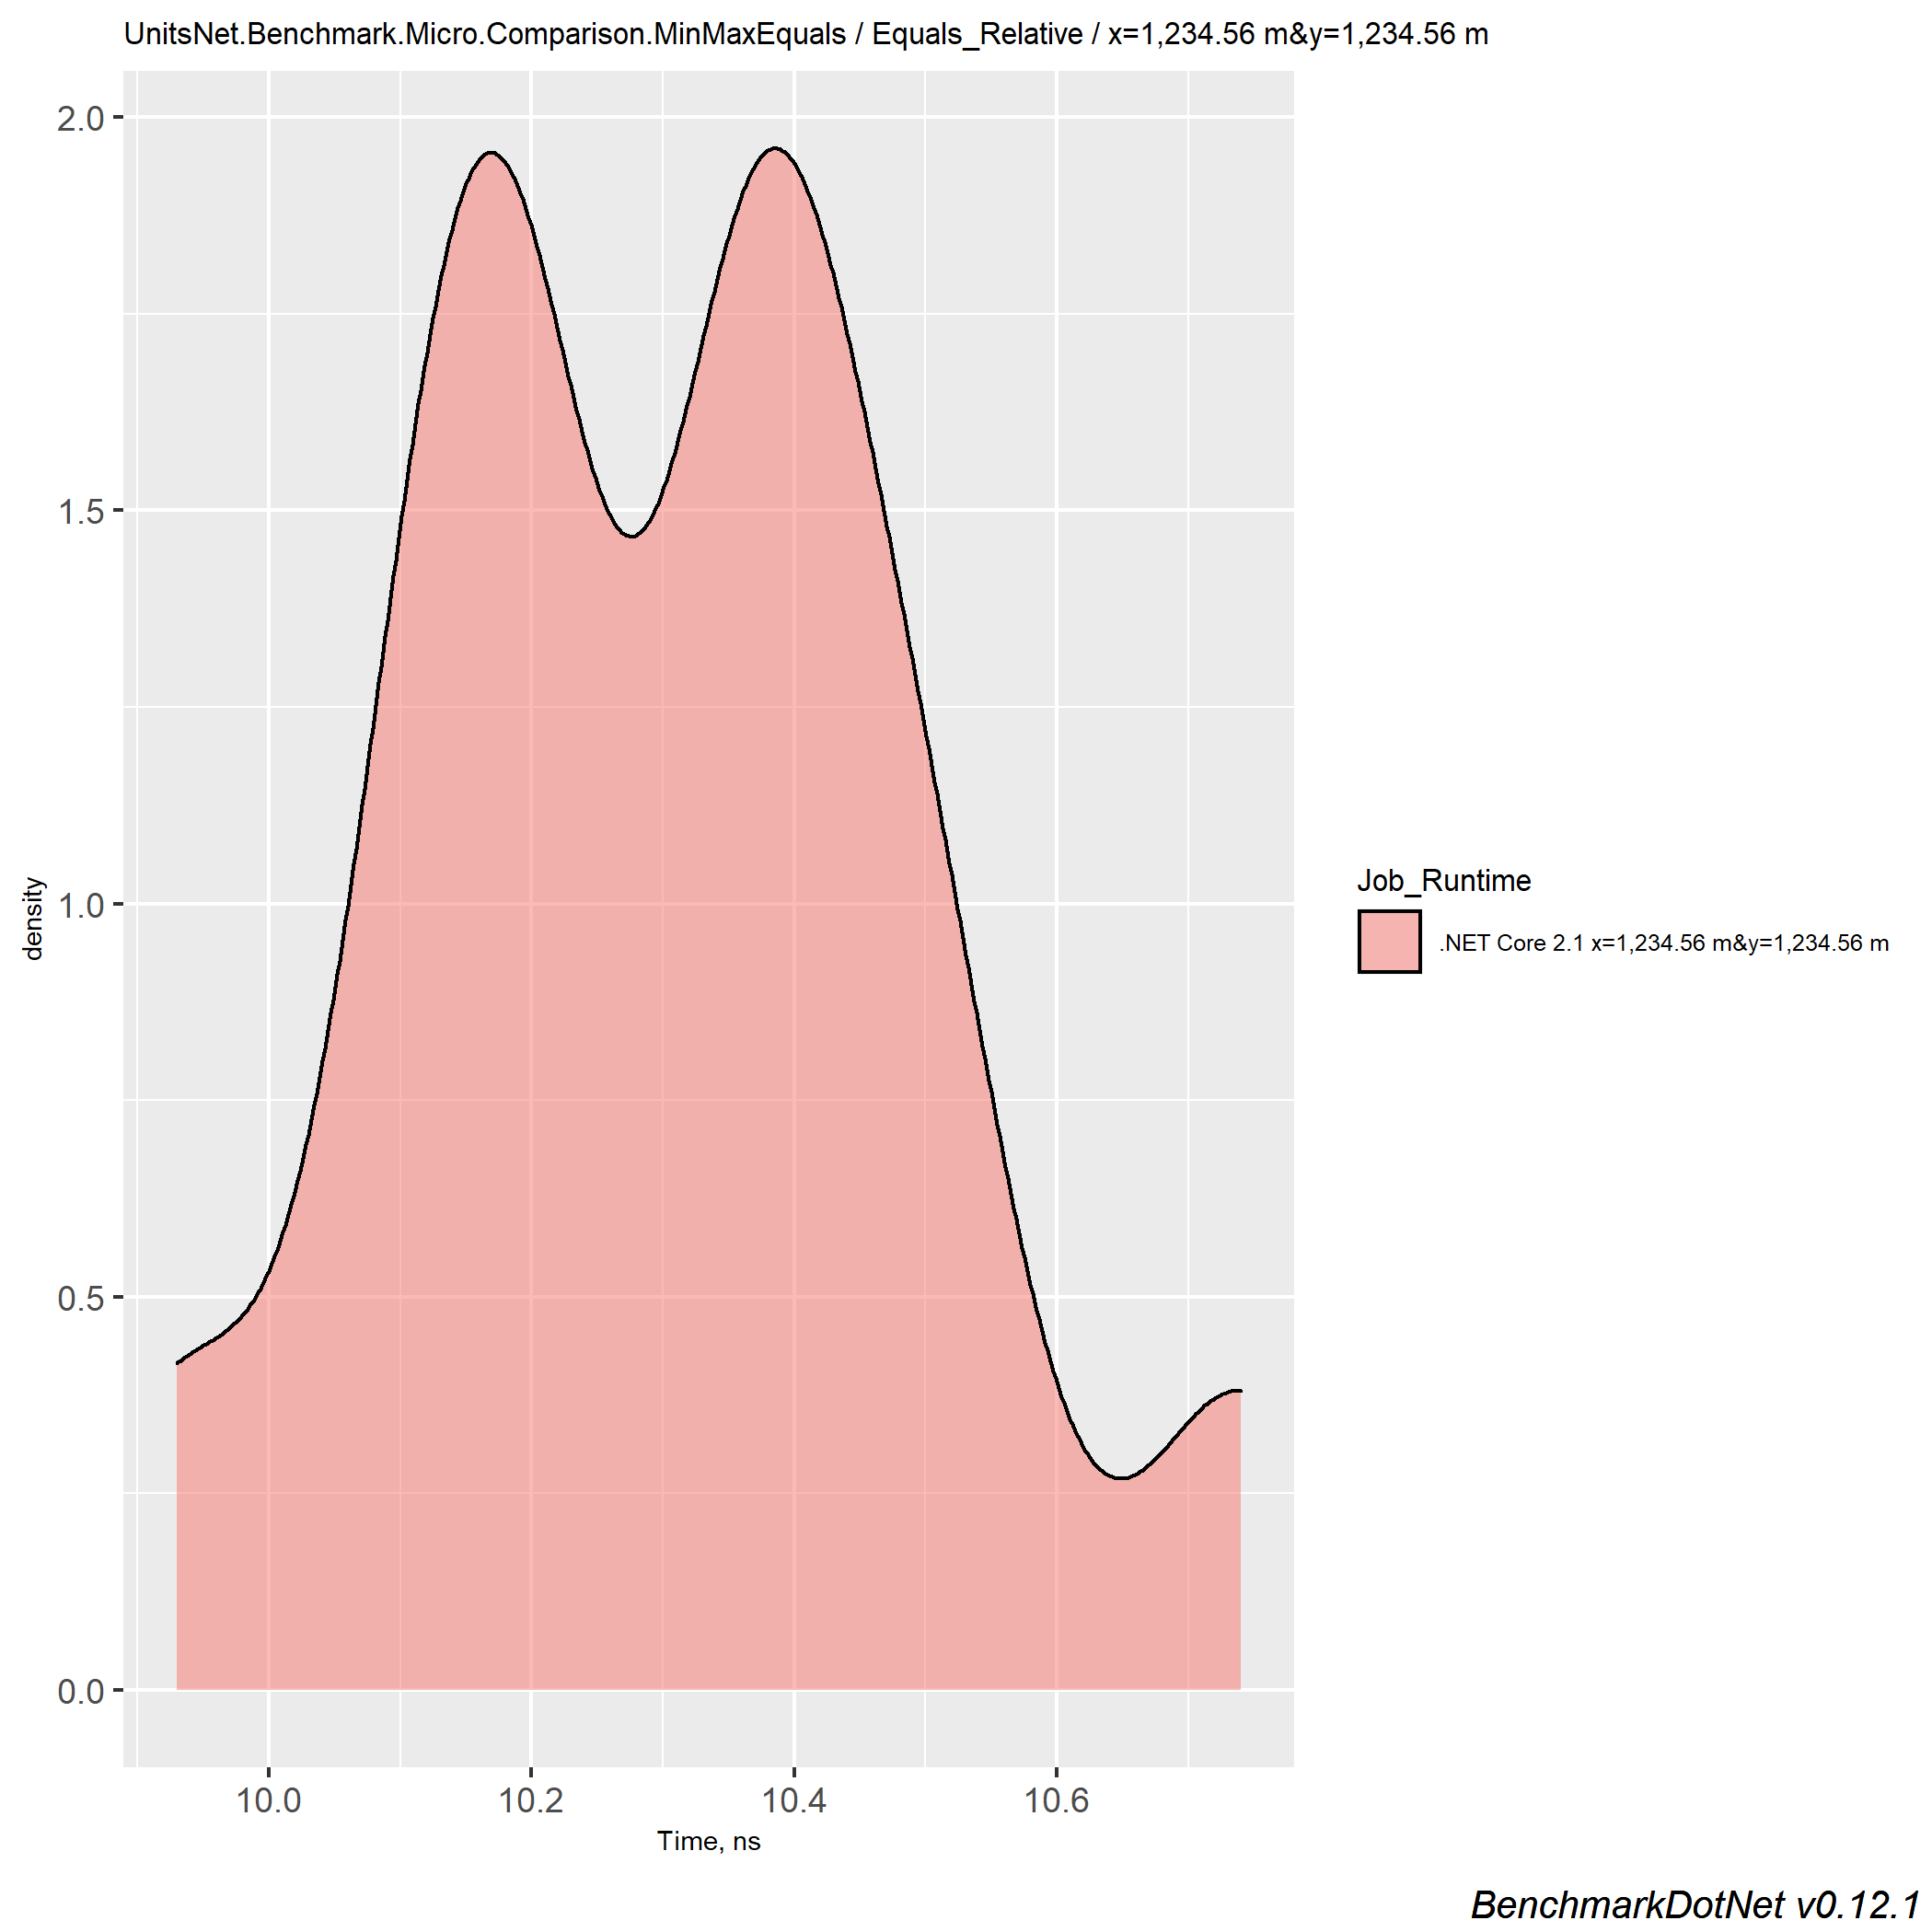 UnitsNet.Benchmark.Micro.Comparison.MinMaxEquals / Equals_Relative / x=1,234.56 m&y=1,234.56 m
2.0
1.5
1.0
0.5
0.0
density
10.0 10.2 10.4 10.6
Time, ns
Job_Runtime
.NET Core 2.1 x=1,234.56 m&y=1,234.56 m
BenchmarkDotNet v0.12.1